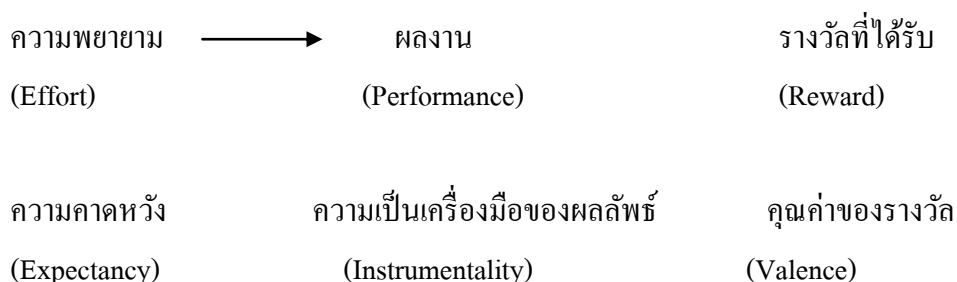 ความพยายาม ผลงาน รางวัลที่ได้รับ
(Effort) (Performance) (Reward)
ความคาดหวัง ความเป็นเครื่องมือของผลลัพธ์ คุณค่าของรางวัล
(Expectancy) (Instrumentality) (Valence)